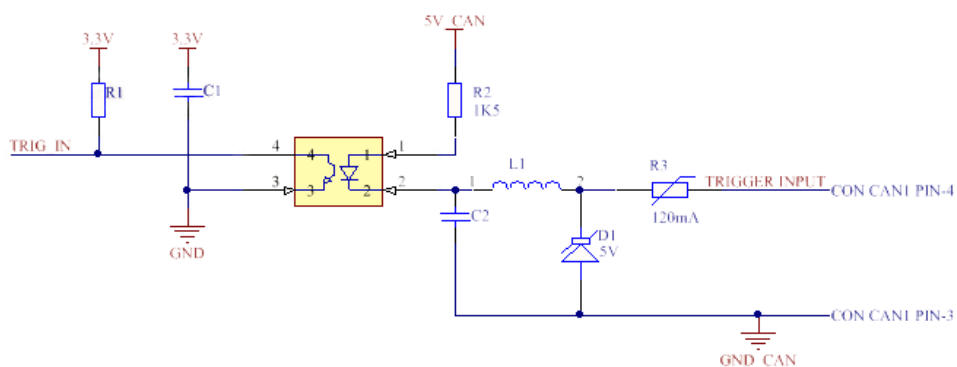 5V_CAN
3.3V
3.3V
R1
C1
R2
1K5
TRIG_IN
4
4
1
1
3
3
2
2
L1
1
2
R3
TRIGGER INPUT
CON CAN1 PIN-4
120mA
C2
D1
5V
GND
CON CAN1 PIN-3
GND_CAN